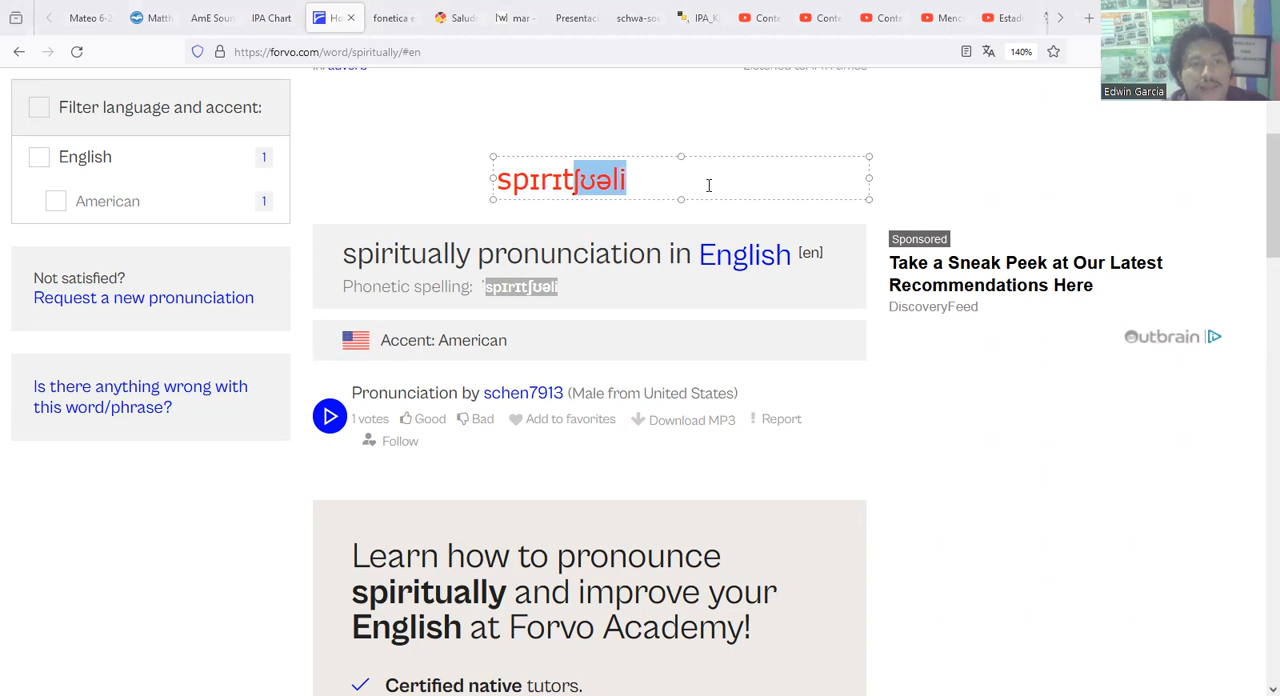 Mateo 6-2
Matth
AmE Soun
IPA Chart
Ho
fonetica e
Salud
mar -
Presentaci
schwa-sou
IPA_Ki
Conte
Conte
Conte
Menc
Estad
https://forvo.com/word/spiritually/#en
140%
Edwin Garcia
Filter language and accent:
English 1
American 1
spɪrɪtʃʊəli
spiritually pronunciation in English [en]
Phonetic spelling: ˈspɪrɪtʃʊəli
Accent: American
Not satisfied?
Request a new pronunciation
Is there anything wrong with
this word/phrase?
Pronunciation by schen7913 (Male from United States)
1 votes Good Bad Add to favorites Download MP3 Report
Follow
Learn how to pronounce
spiritually and improve your
English at Forvo Academy!
Certified native tutors.
Sponsored
Take a Sneak Peek at Our Latest
Recommendations Here
DiscoveryFeed
Outbrain